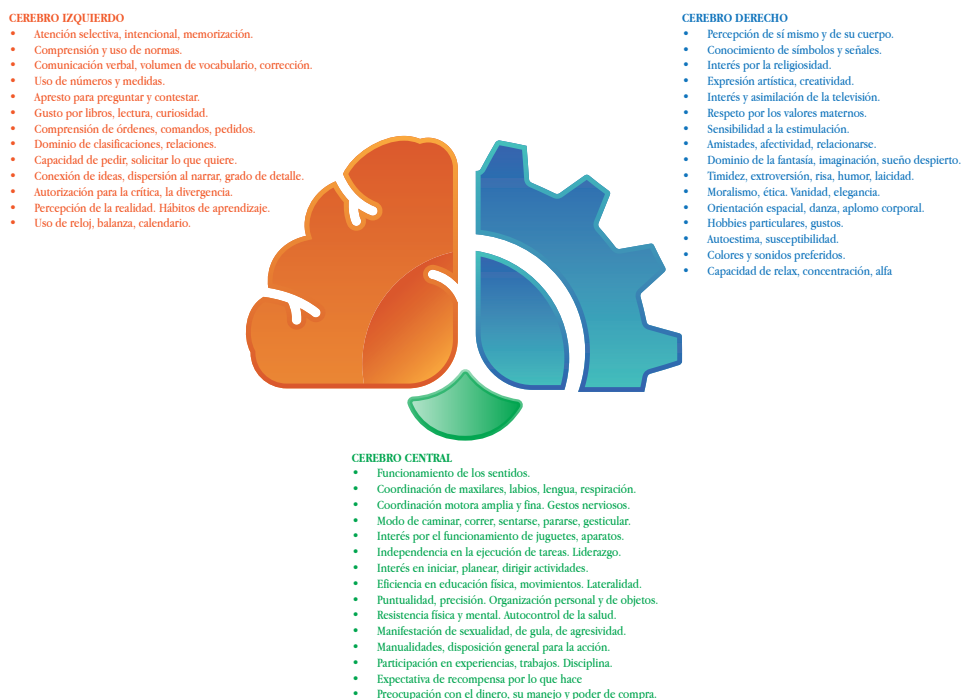 CEREBRO IZQUIERDO
• Atención selectiva, intencional, memorización.
• Comprensión y uso de normas.
• Comunicación verbal, volumen de vocabulario, corrección.
• Uso de números y medidas.
• Apresto para preguntar y contestar.
• Gusto por libros, lectura, curiosidad.
• Comprensión de órdenes, comandos, pedidos.
• Dominio de clasificaciones, relaciones.
• Capacidad de pedir, solicitar lo que quiere.
• Conexión de ideas, dispersión al narrar, grado de detalle.
• Autorización para la crítica, la divergencia.
• Percepción de la realidad. Hábitos de aprendizaje.
• Uso de reloj, balanza, calendario.
CEREBRO DERECHO
• Percepción de sí mismo y de su cuerpo.
• Conocimiento de símbolos y señales.
• Interés por la religiosidad.
• Expresión artística, creatividad.
• Interés y asimilación de la televisión.
• Respeto por los valores maternos.
• Sensibilidad a la estimulación.
• Amistades, afectividad, relacionarse.
• Dominio de la fantasía, imaginación, sueño despierto.
• Timidez, extroversión, risa, humor, laicidad.
• Moralismo, ética. Vanidad, elegancia.
• Orientación espacial, danza, aplomo corporal.
• Hobbies particulares, gustos.
• Autoestima, susceptibilidad.
• Colores y sonidos preferidos.
• Capacidad de relax, concentración, alfa
CEREBRO CENTRAL
• Funcionamiento de los sentidos.
• Coordinación de maxilares, labios, lengua, respiración.
• Coordinación motora amplia y fina. Gestos nerviosos.
• Modo de caminar, correr, sentarse, pararse, gesticular.
• Interés por el funcionamiento de juguetes, aparatos.
• Independencia en la ejecución de tareas. Liderazgo.
• Interés en iniciar, planear, dirigir actividades.
• Eficiencia en educación física, movimientos. Lateralidad.
• Puntualidad, precisión. Organización personal y de objetos.
• Resistencia física y mental. Autocontrol de la salud.
• Manifestación de sexualidad, de gula, de agresividad.
• Manualidades, disposición general para la acción.
• Participación en experiencias, trabajos. Disciplina.
• Expectativa de recompensa por lo que hace
• Preocupación con el dinero, su manejo y poder de compra.